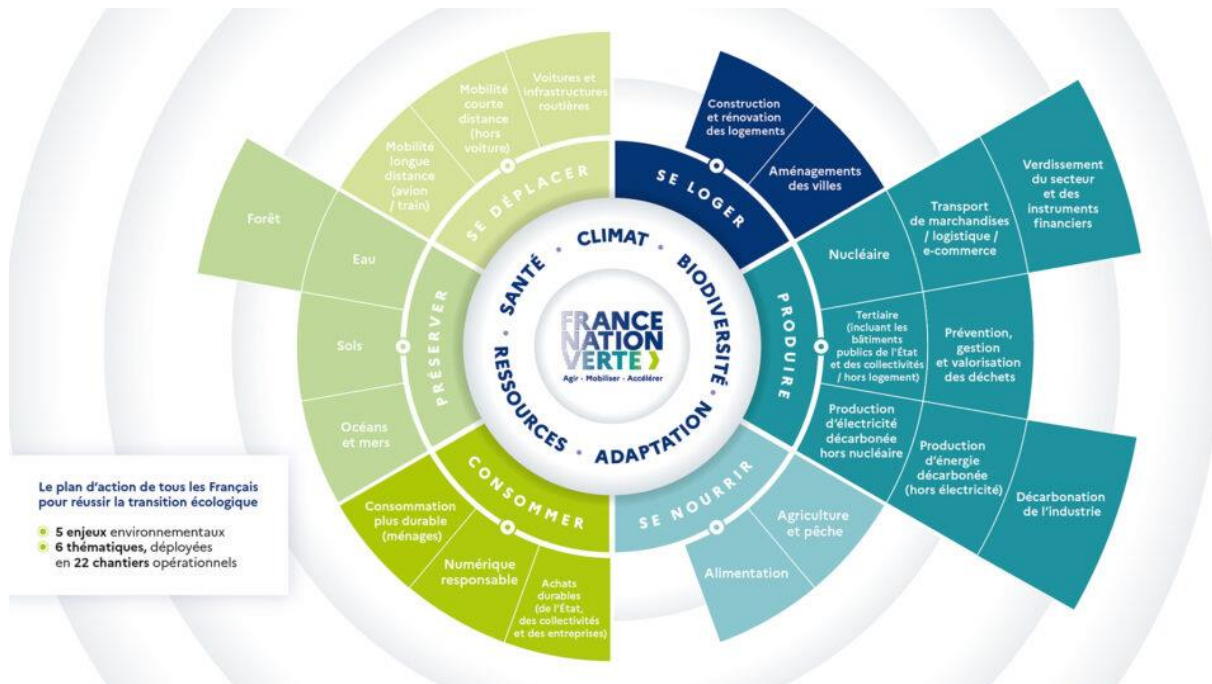 Voitures et
infrastructures
routières
Mobilité
courte
distance
(hors
voiture)
Mobilité
longue
distance
(avion
/ train)
SE DÉPLACER
Construction
et rénovation
des logements
Aménagements
des villes
SE LOGER
Verdissement
du secteur
et des
instruments
financiers
Transport
de marchandises
/ logistique /
e-commerce
Nucléaire
Tertiaire
(incluant les
bâtiments
publics de l'État
et des collectivités
/ hors logement)
Prévention,
gestion
et valorisation
des déchets
Production
d'électricité
décarbonée
hors nucléaire
Production
d'énergie
décarbonée
(hors électricité)
Décarbonation
de l'industrie
PRODUIRE
Agriculture
et pêche
Alimentation
SE NOURRIR
Achats
durables
(de l'État,
des collectivités
et des entreprises)
Numérique
responsable
Consommation
plus durable
(ménages)
CONSOMMER
Forêt
Eau
Sols
Océans
et mers
PRÉSERVER
SANTÉ • CLIMAT • BIODIVERSITÉ • ADAPTATION • RESSOURCES •
FRANCE
NATION
VERTE
Agir • Mobiliser • Accélérer
Le plan d'action de tous les Français
pour réussir la transition écologique
5 enjeux environnementaux
6 thématiques, déployées
en 22 chantiers opérationnels